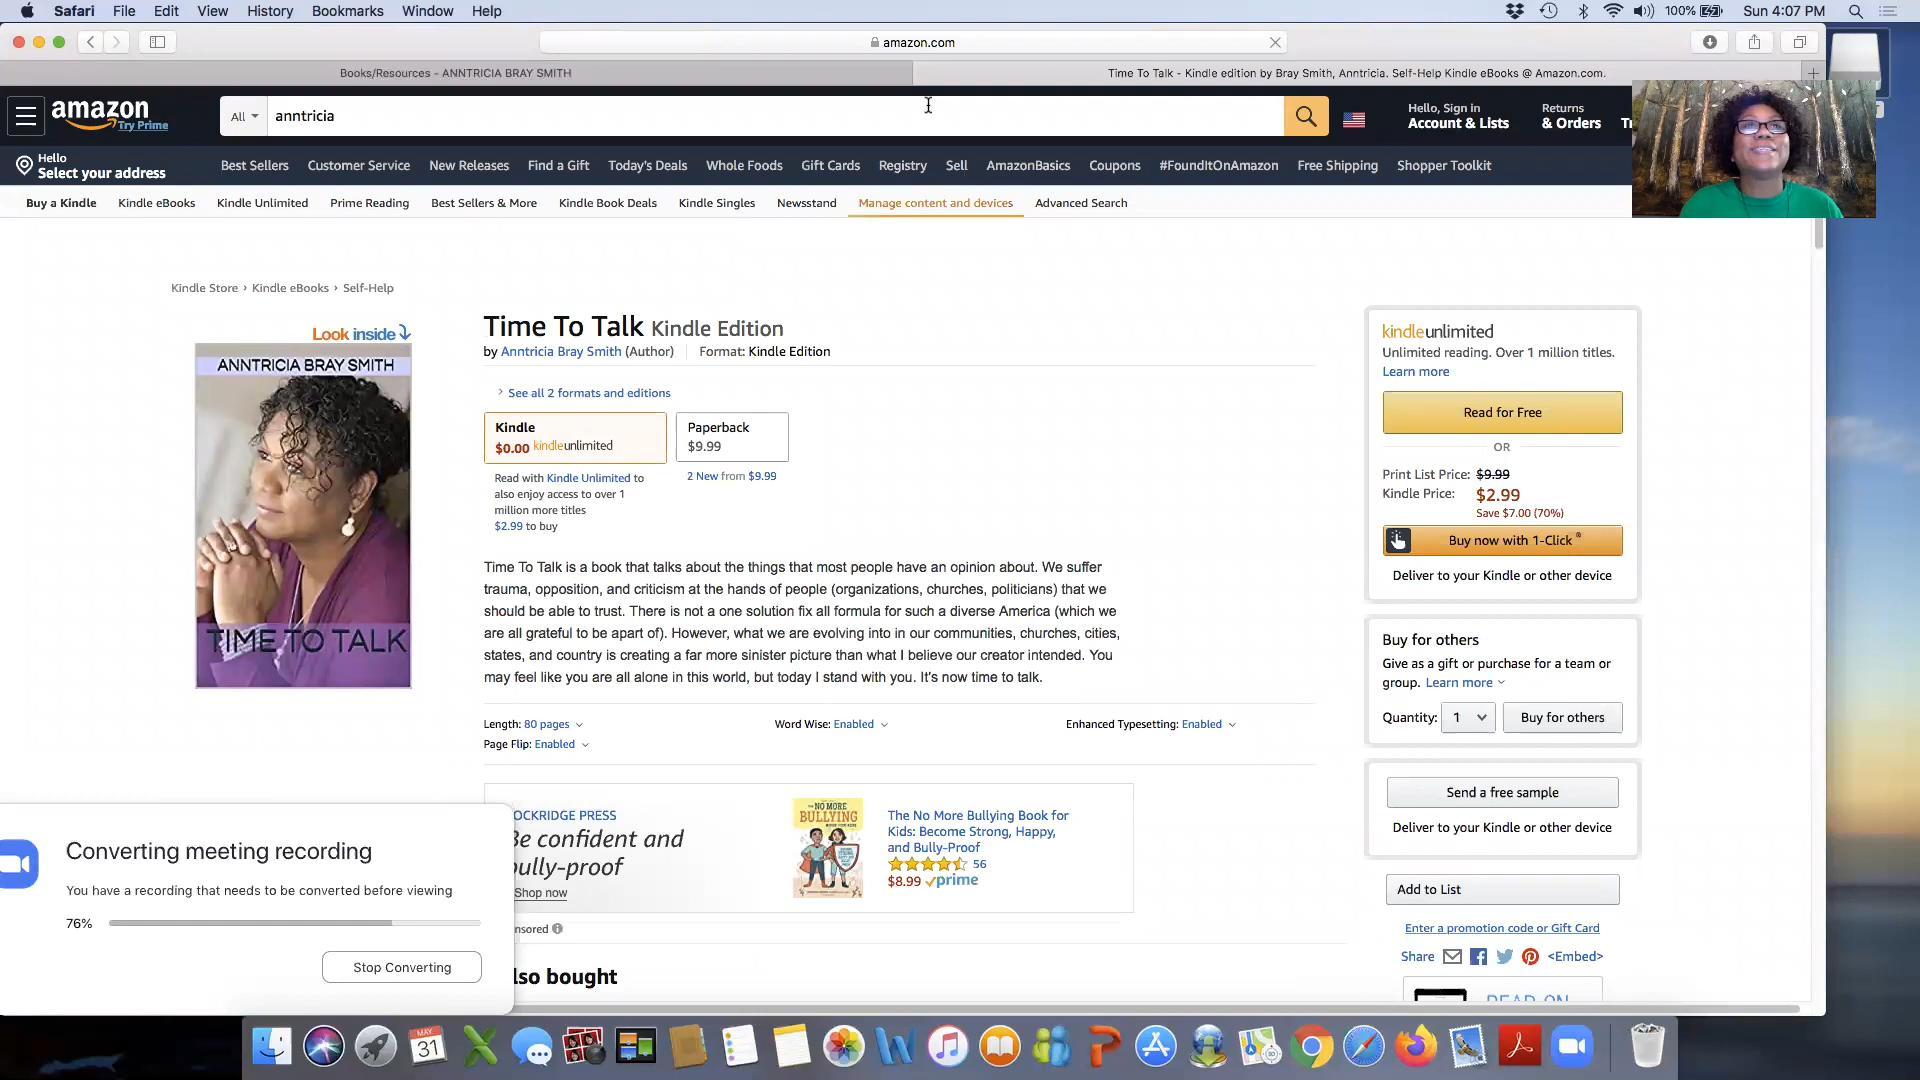 Safari File Edit View History Bookmarks Window Help 100% Sun 4:07 PM
amazon.com
Books/Resources - ANNTRICIA BRAY SMITH Time To Talk - Kindle edition by Bray Smith, Anntricia. Self-Help Kindle eBooks @ Amazon.com.
amazon Try Prime All anntricia Hello, Sign in Account & Lists Returns & Orders
Hello
Select your address
Best Sellers Customer Service New Releases Find a Gift Today's Deals Whole Foods Gift Cards Registry Sell AmazonBasics Coupons #FoundItOnAmazon Free Shipping Shopper Toolkit
Buy a Kindle Kindle eBooks Kindle Unlimited Prime Reading Best Sellers & More Kindle Book Deals Kindle Singles Newsstand Manage content and devices Advanced Search
Kindle Store › Kindle eBooks › Self-Help
Look inside
ANNTRICIA BRAY SMITH
TIME TO TALK
Time To Talk Kindle Edition
by Anntricia Bray Smith (Author) Format: Kindle Edition
See all 2 formats and editions
Kindle
$0.00 kindleunlimited
Paperback
$9.99
Read with Kindle Unlimited to
also enjoy access to over 1
million more titles
$2.99 to buy
2 New from $9.99
Time To Talk is a book that talks about the things that most people have an opinion about. We suffer
trauma, opposition, and criticism at the hands of people (organizations, churches, politicians) that we
should be able to trust. There is not a one solution fix all formula for such a diverse America (which we
are all grateful to be apart of). However, what we are evolving into in our communities, churches, cities,
states, and country is creating a far more sinister picture than what I believe our creator intended. You
may feel like you are all alone in this world, but today I stand with you. It's now time to talk.
Length: 80 pages Word Wise: Enabled Enhanced Typesetting: Enabled
Page Flip: Enabled
OCKRIDGE PRESS
Be confident and
bully-proof
Shop now
THE NO MORE
BULLYING
The No More Bullying Book for
Kids: Become Strong, Happy,
and Bully-Proof
56
$8.99 prime
nsored
lso bought
kindleunlimited
Unlimited reading. Over 1 million titles.
Learn more
Read for Free
OR
Print List Price: $9.99
Kindle Price: $2.99
Save $7.00 (70%)
Buy now with 1-Click ®
Deliver to your Kindle or other device
Buy for others
Give as a gift or purchase for a team or
group. Learn more
Quantity: 1 Buy for others
Send a free sample
Deliver to your Kindle or other device
Add to List
Enter a promotion code or Gift Card
Share <Embed>
Converting meeting recording
You have a recording that needs to be converted before viewing
76%
Stop Converting
MAY
31